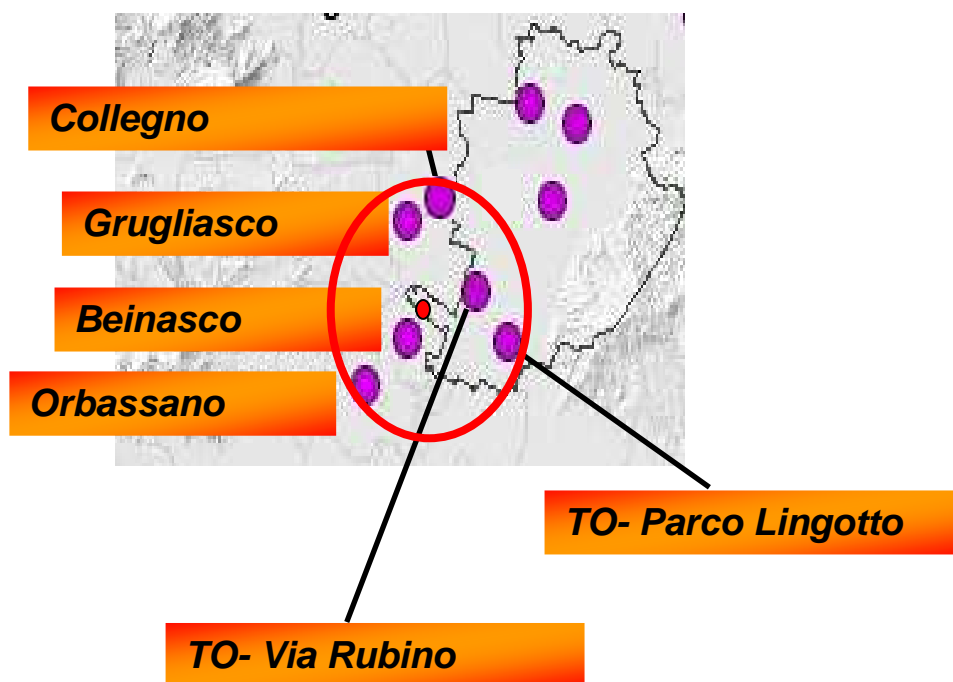 Collegno
Grugliasco
Beinasco
Orbassano
TO- Parco Lingotto
TO- Via Rubino